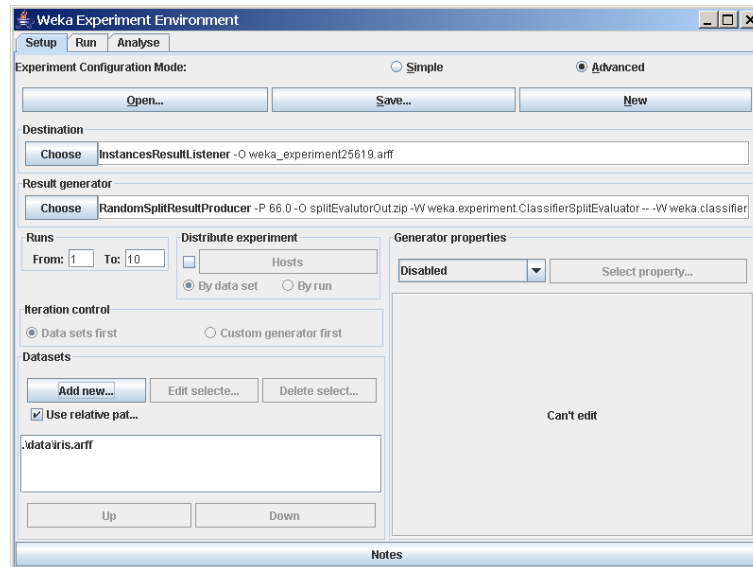 Weka Experiment Environment
Setup Run Analyse
Experiment Configuration Mode: Simple Advanced
Open... Save... New
Destination
Choose InstancesResultListener -O weka_experiment25619.arff
Result generator
Choose RandomSplitResultProducer -P 66.0 -O splitEvalutorOut.zip -W weka.experiment.ClassifierSplitEvaluator -- -W weka.classifier
Runs Distribute experiment Generator properties
From: 1 To: 10 Hosts Disabled Select property...
By data set By run
Iteration control
Data sets first Custom generator first
Datasets
Add new... Edit selecte... Delete select...
Use relative pat... Can't edit
.\data\iris.arff
Up Down
Notes